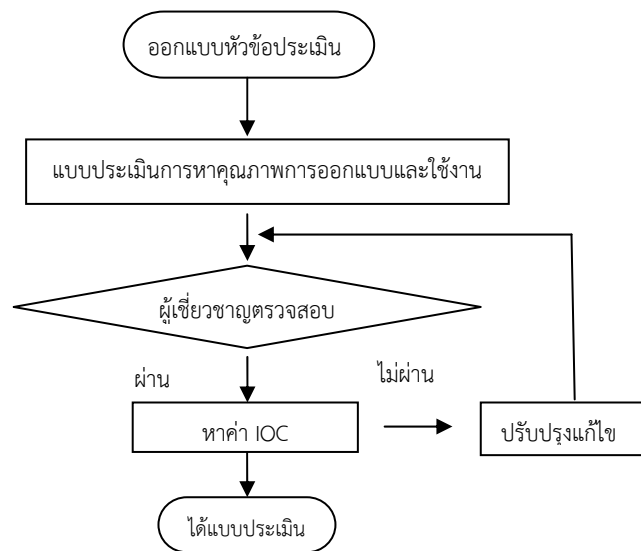 ออกแบบหัวข้อประเมิน
แบบประเมินการหาคุณภาพการออกแบบและใช้งาน
ผู้เชี่ยวชาญตรวจสอบ
ผ่าน
ไม่ผ่าน
หาค่า IOC
ปรับปรุงแก้ไข
ได้แบบประเมิน